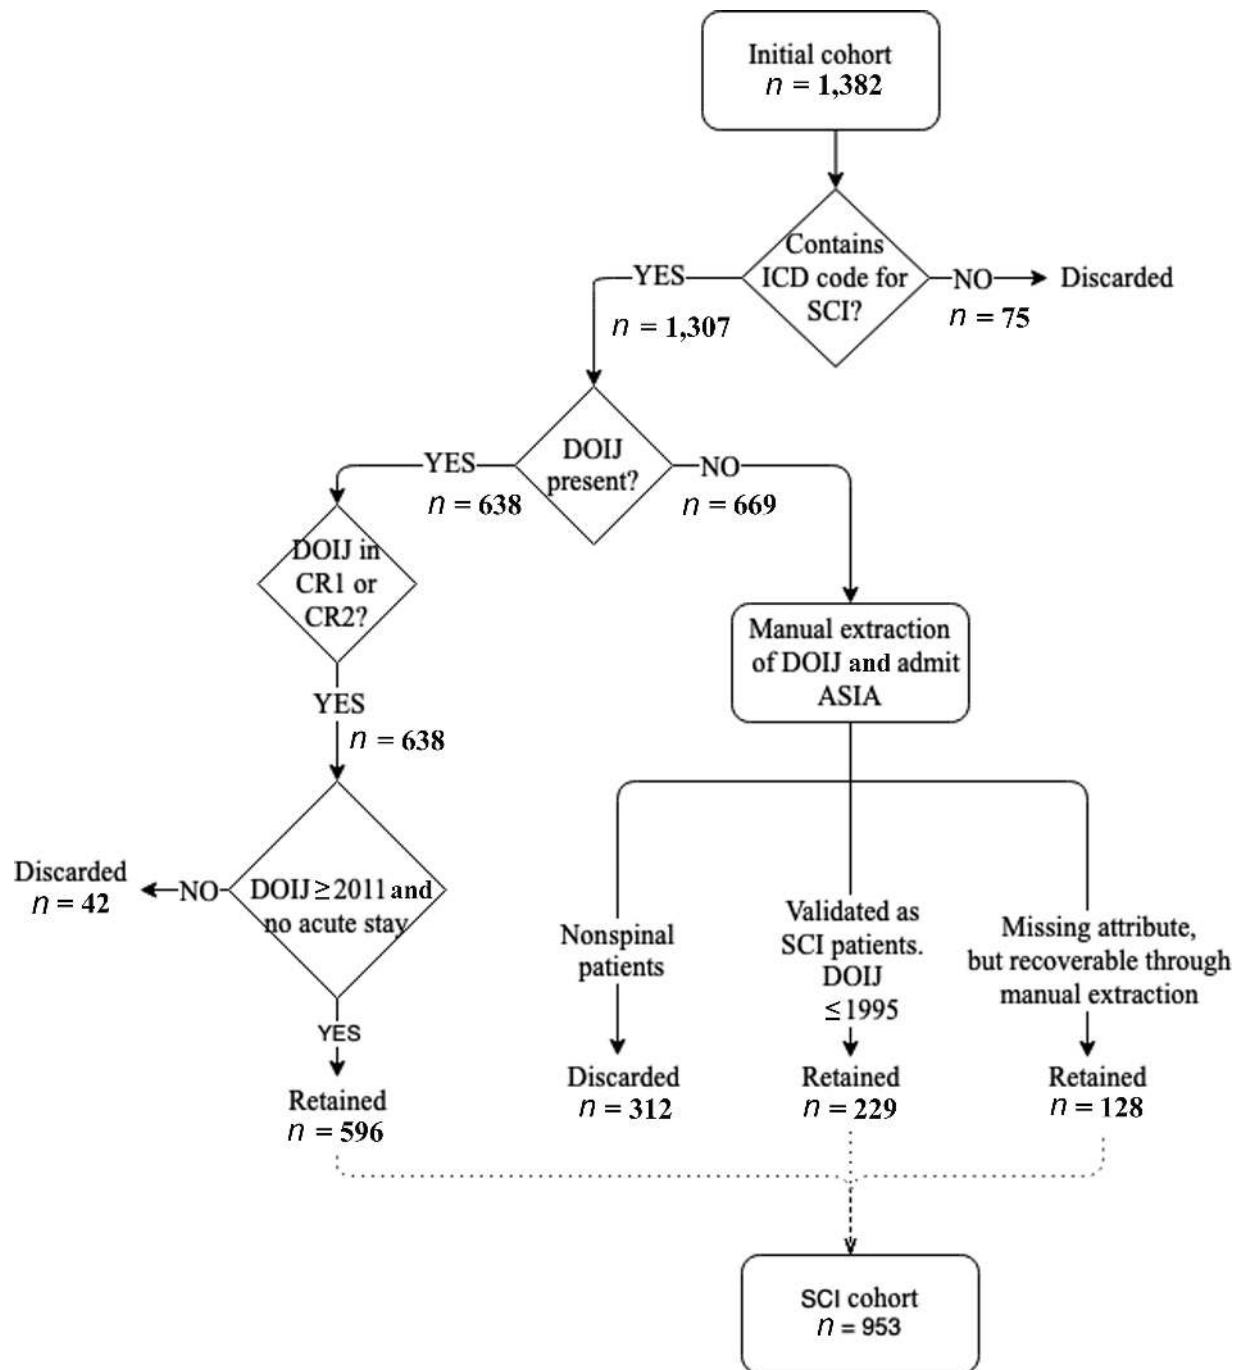 Initial cohort
n = 1,382
Contains
ICD code for
SCI?
YES
NO
Discarded
n = 1,307
n = 75
DOIJ
present?
YES
NO
n = 638
n = 669
DOIJ in
CR1 or
CR2?
Manual extraction
of DOIJ and admit
ASIA
YES
n = 638
DOIJ ≥ 2011 and
no acute stay
NO
Discarded
n = 42
YES
Retained
n = 596
Nonspinal
patients
Discarded
n = 312
Validated as
SCI patients.
DOIJ
≤1995
Retained
n = 229
Missing attribute,
but recoverable through
manual extraction
Retained
n = 128
SCI cohort
n = 953